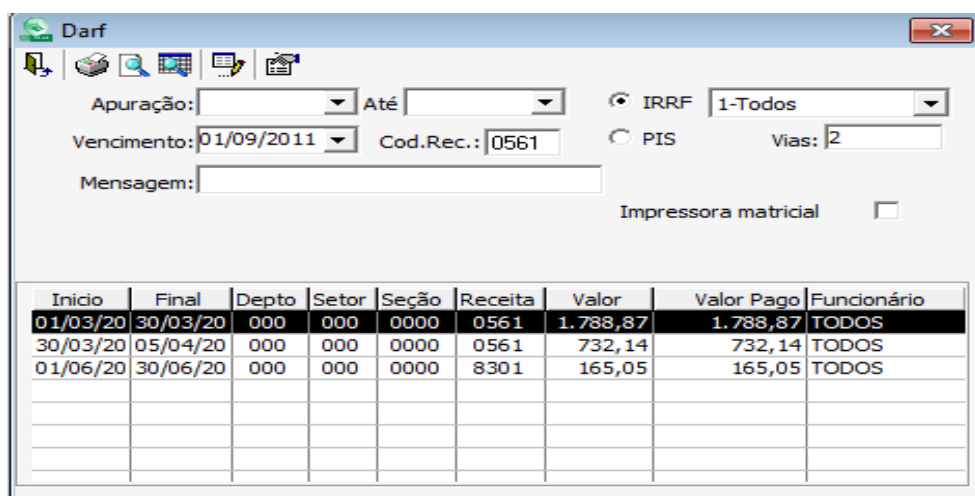 Darf
Apuração: Até IRRF 1-Todos
Vencimento: 01/09/2011 Cod.Rec.: 0561 PIS Vias: 2
Mensagem:
Impressora matricial
Inicio Final Depto Setor Seção Receita Valor Valor Pago Funcionário
01/03/20 30/03/20 000 000 0000 0561 1.788,87 1.788,87 TODOS
30/03/20 05/04/20 000 000 0000 0561 732,14 732,14 TODOS
01/06/20 30/06/20 000 000 0000 8301 165,05 165,05 TODOS